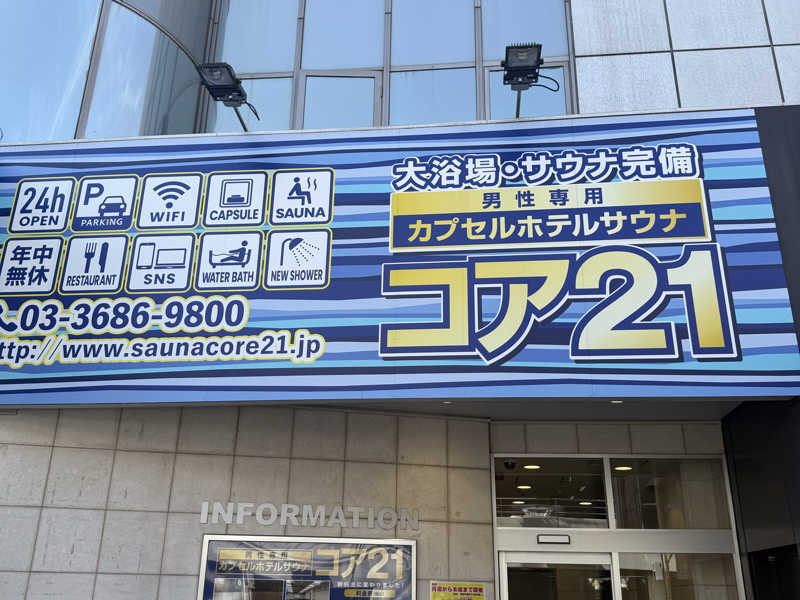 24h
OPEN
P
PARKING
WIFI
CAPSULE
SAUNA
年中
無休
RESTAURANT
SNS
WATER BATH
NEW SHOWER
03-3686-9800
ttp://www.saunacore21.jp
大浴場・サウナ完備
男性専用
カプセルホテルサウナ
コア21
INFORMATION
男性専用
カプセルホテルサウナ
コア21